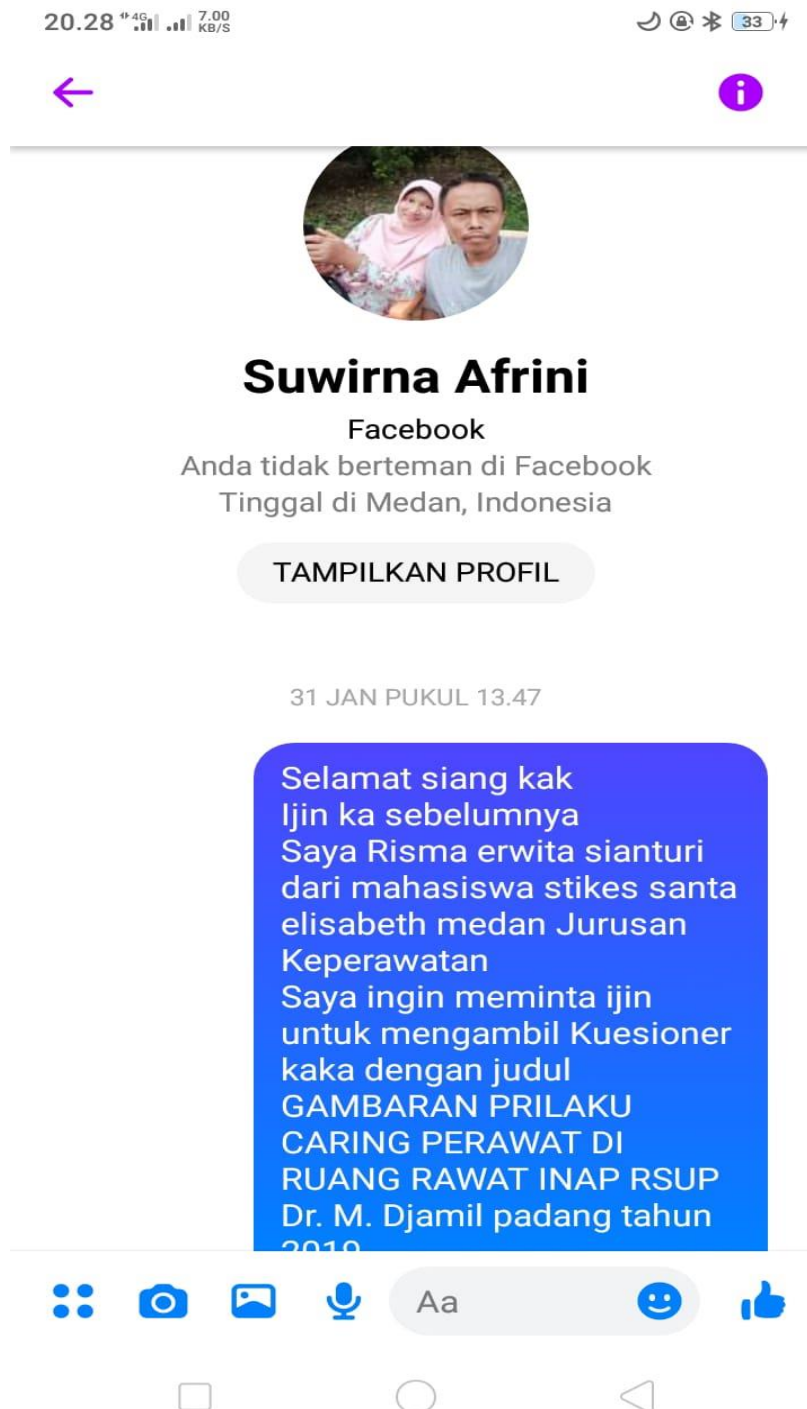 20.28 4G 7.00 KB/S 33
Suwirna Afrini
Facebook
Anda tidak berteman di Facebook
Tinggal di Medan, Indonesia
TAMPILKAN PROFIL
31 JAN PUKUL 13.47
Selamat siang kak
Ijin ka sebelumnya
Saya Risma erwita sianturi
dari mahasiswa stikes santa
elisabeth medan Jurusan
Keperawatan
Saya ingin meminta ijin
untuk mengambil Kuesioner
kaka dengan judul
GAMBARAN PRILAKU
CARING PERAWAT DI
RUANG RAWAT INAP RSUP
Dr. M. Djamil padang tahun
2019
Aa